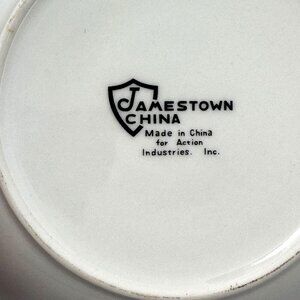 JAMESTOWN
CHINA
Made in China
for Action
Industries. Inc.